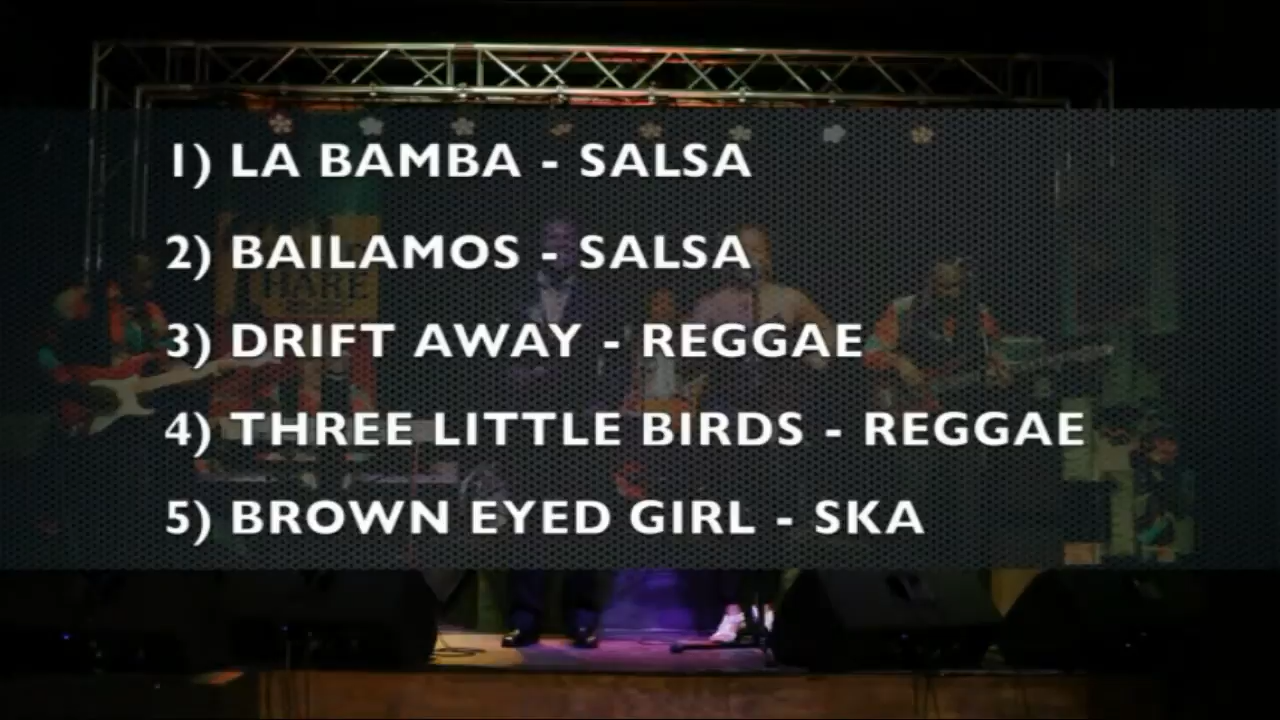 1) LA BAMBA - SALSA
2) BAILAMOS - SALSA
3) DRIFT AWAY - REGGAE
4) THREE LITTLE BIRDS - REGGAE
5) BROWN EYED GIRL - SKA
HARE